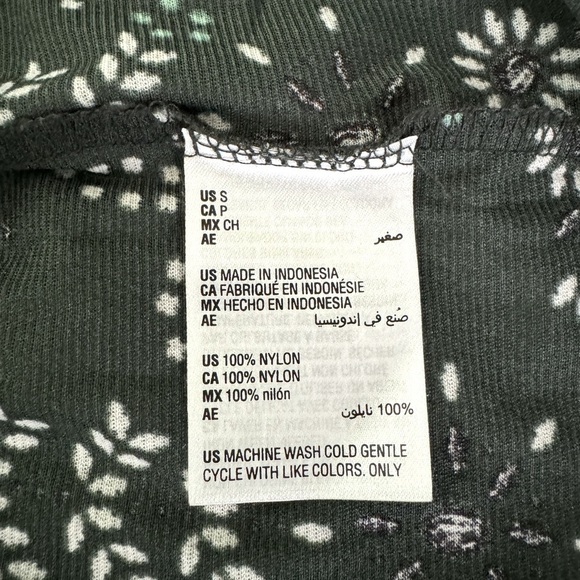 US S
CA P
MX CH
AE صغير
US MADE IN INDONESIA
CA FABRIQUÉ EN INDONÉSIE
MX HECHO EN INDONESIA
AE صُنع في إندونيسيا
US 100% NYLON
CA 100% NYLON
MX 100% nilón
AE 100% نايلون
US MACHINE WASH COLD GENTLE
CYCLE WITH LIKE COLORS. ONLY